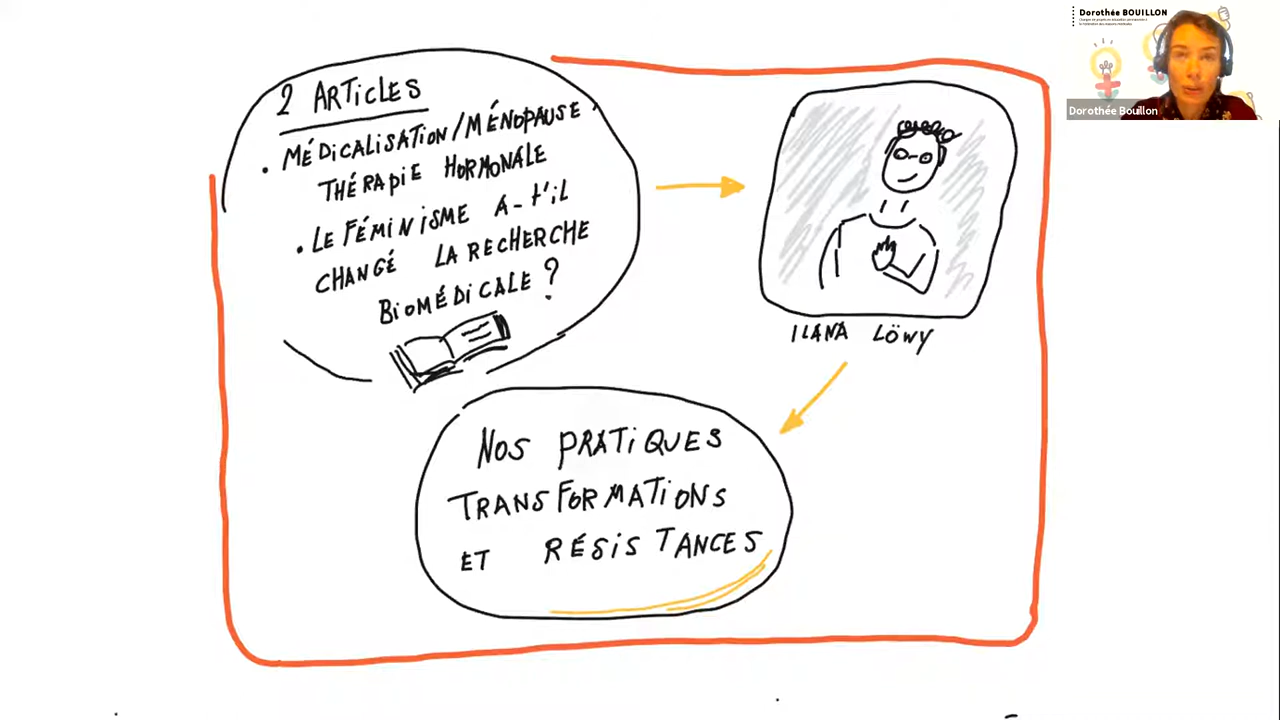 2 ARTICLES
• MÉDICALISATION/MÉNOPAUSE
THÉRAPIE HORMONALE
• LE FÉMINISME A-T'IL
CHANGÉ LA RECHERCHE
BIOMÉDICALE ?
ILANA LÖWY
NOS PRATIQUES
TRANSFORMATIONS
ET RÉSISTANCES
Dorothée BOUILLON
Dorothée Bouillon